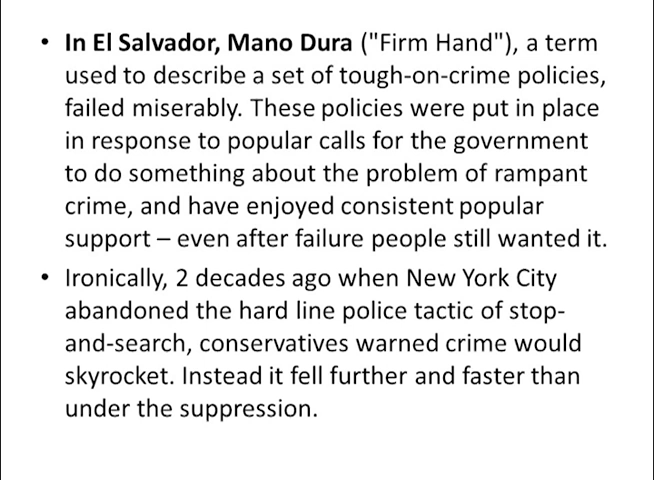 • In El Salvador, Mano Dura ("Firm Hand"), a term
used to describe a set of tough-on-crime policies,
failed miserably. These policies were put in place
in response to popular calls for the government
to do something about the problem of rampant
crime, and have enjoyed consistent popular
support – even after failure people still wanted it.
• Ironically, 2 decades ago when New York City
abandoned the hard line police tactic of stop-
and-search, conservatives warned crime would
skyrocket. Instead it fell further and faster than
under the suppression.